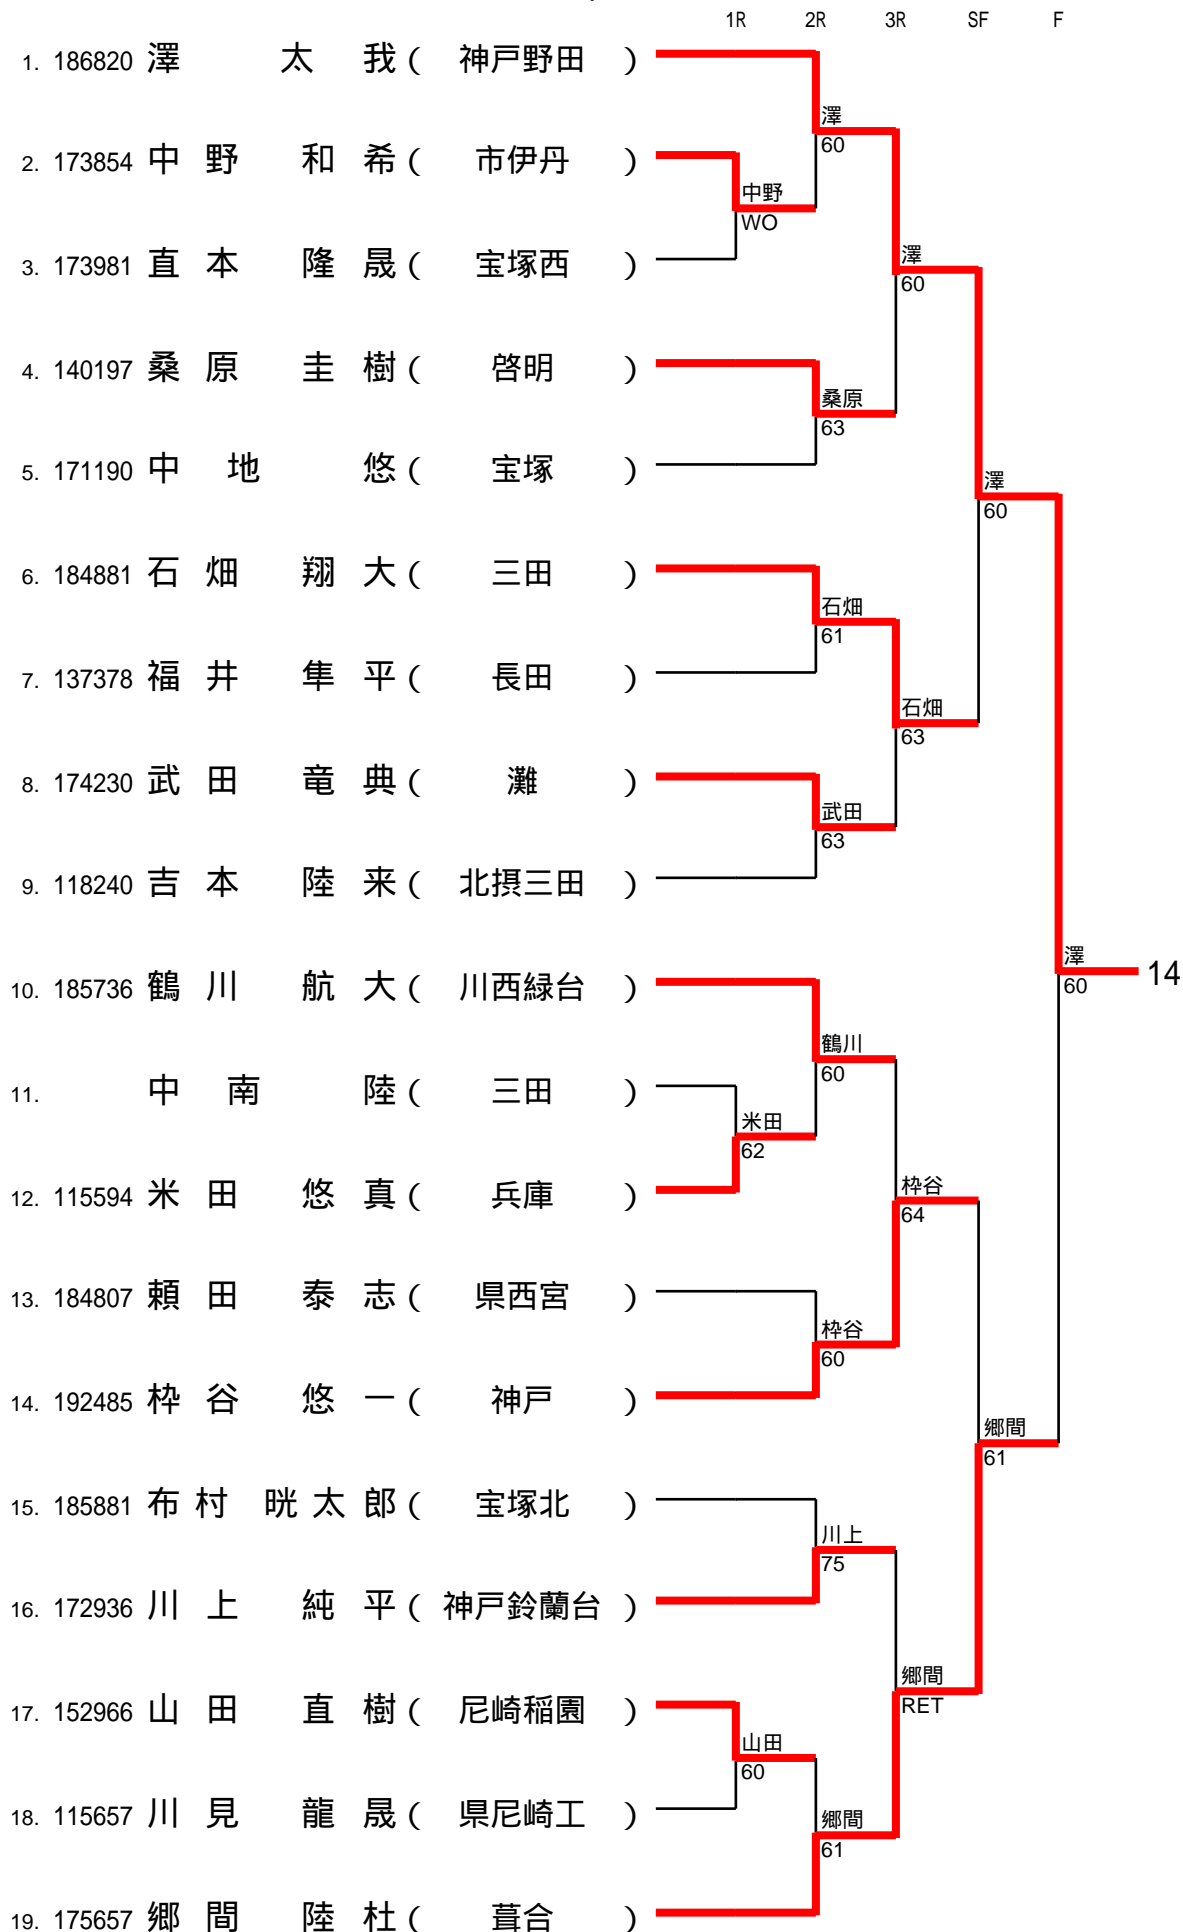 1R 2R 3R SF F
1. 186820 澤 太 我 ( 神戸野田 )
澤
60
2. 173854 中 野 和 希 ( 市伊丹 )
中野
WO
3. 173981 直 本 隆 晟 ( 宝塚西 )
澤
60
4. 140197 桑 原 圭 樹 ( 啓明 )
桑原
63
5. 171190 中 地 悠 ( 宝塚 )
澤
60
6. 184881 石 畑 翔 大 ( 三田 )
石畑
61
7. 137378 福 井 隼 平 ( 長田 )
石畑
63
8. 174230 武 田 竜 典 ( 灘 )
武田
63
9. 118240 吉 本 陸 来 ( 北摂三田 )
澤
60
14
10. 185736 鶴 川 航 大 ( 川西緑台 )
鶴川
60
11. 中 南 陸 ( 三田 )
米田
62
12. 115594 米 田 悠 真 ( 兵庫 )
枠谷
64
13. 184807 頼 田 泰 志 ( 県西宮 )
枠谷
60
14. 192485 枠 谷 悠 一 ( 神戸 )
郷間
61
15. 185881 布 村 晄 太 郎 ( 宝塚北 )
川上
75
16. 172936 川 上 純 平 ( 神戸鈴蘭台 )
郷間
RET
17. 152966 山 田 直 樹 ( 尼崎稲園 )
山田
60
18. 115657 川 見 龍 晟 ( 県尼崎工 )
郷間
61
19. 175657 郷 間 陸 杜 ( 葺合 )